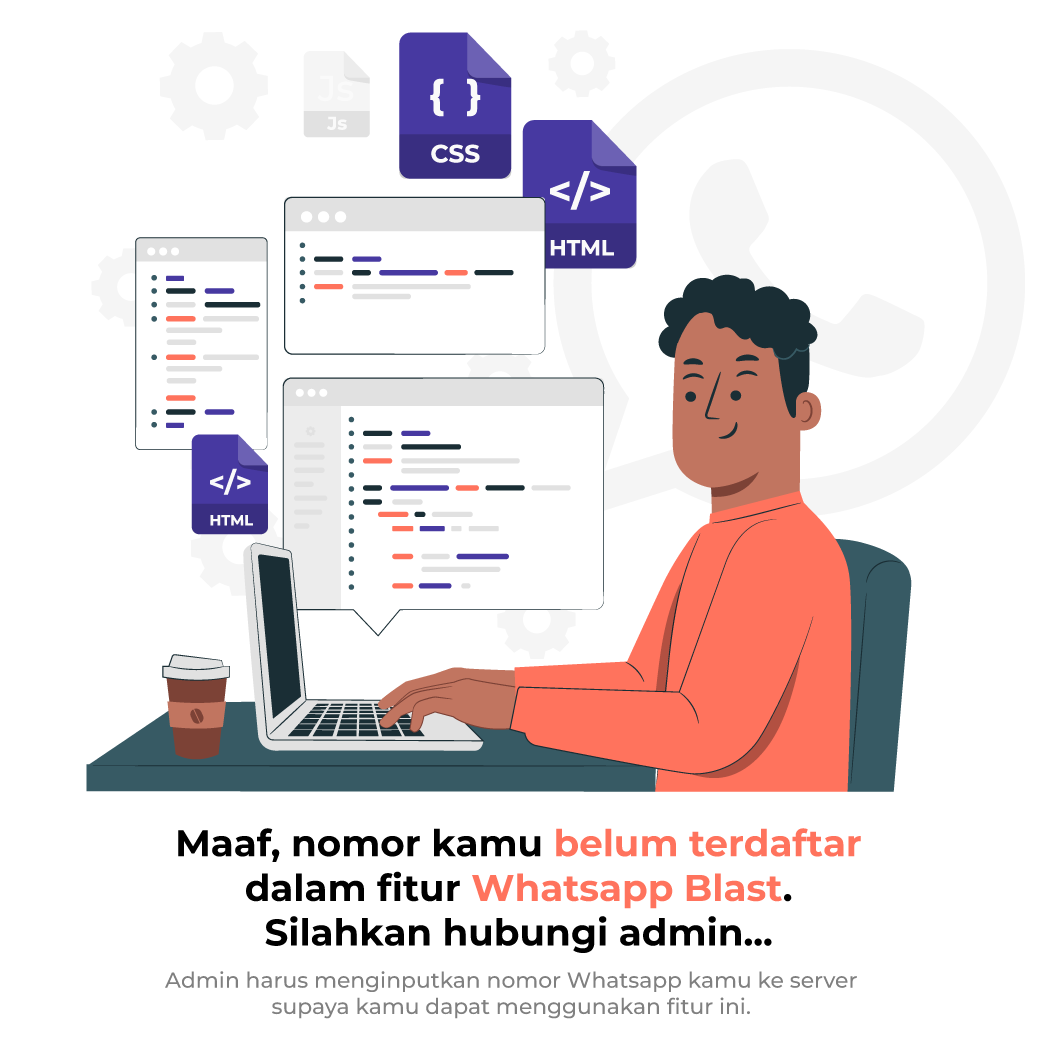 Js
Js
{ }
CSS
</>
HTML
</>
HTML
Maaf, nomor kamu belum terdaftar
dalam fitur Whatsapp Blast.
Silahkan hubungi admin...
Admin harus menginputkan nomor Whatsapp kamu ke server
supaya kamu dapat menggunakan fitur ini.